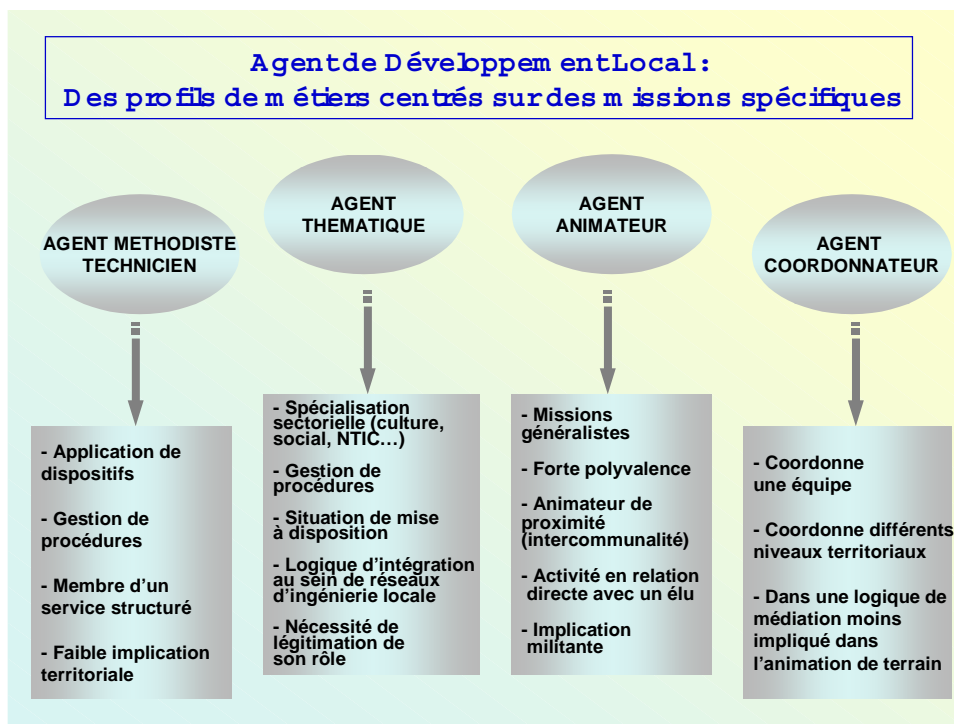 Agent de Développement Local :
Des profils de métiers centrés sur des missions spécifiques
AGENT METHODISTE
TECHNICIEN
- Application de
dispositifs
- Gestion de
procédures
- Membre d’un
service structuré
- Faible implication
territoriale
AGENT
THEMATIQUE
- Spécialisation
sectorielle (culture,
social, NTIC…)
- Gestion de
procédures
- Situation de mise
à disposition
- Logique d’intégration
au sein de réseaux
d’ingénierie locale
- Nécessité de
légitimation de
son rôle
AGENT
ANIMATEUR
- Missions
généralistes
- Forte polyvalence
- Animateur de
proximité
(intercommunalité)
- Activité en relation
directe avec un élu
- Implication
militante
AGENT
COORDONNATEUR
- Coordonne
une équipe
- Coordonne différents
niveaux territoriaux
- Dans une logique de
médiation moins
impliqué dans
l’animation de terrain